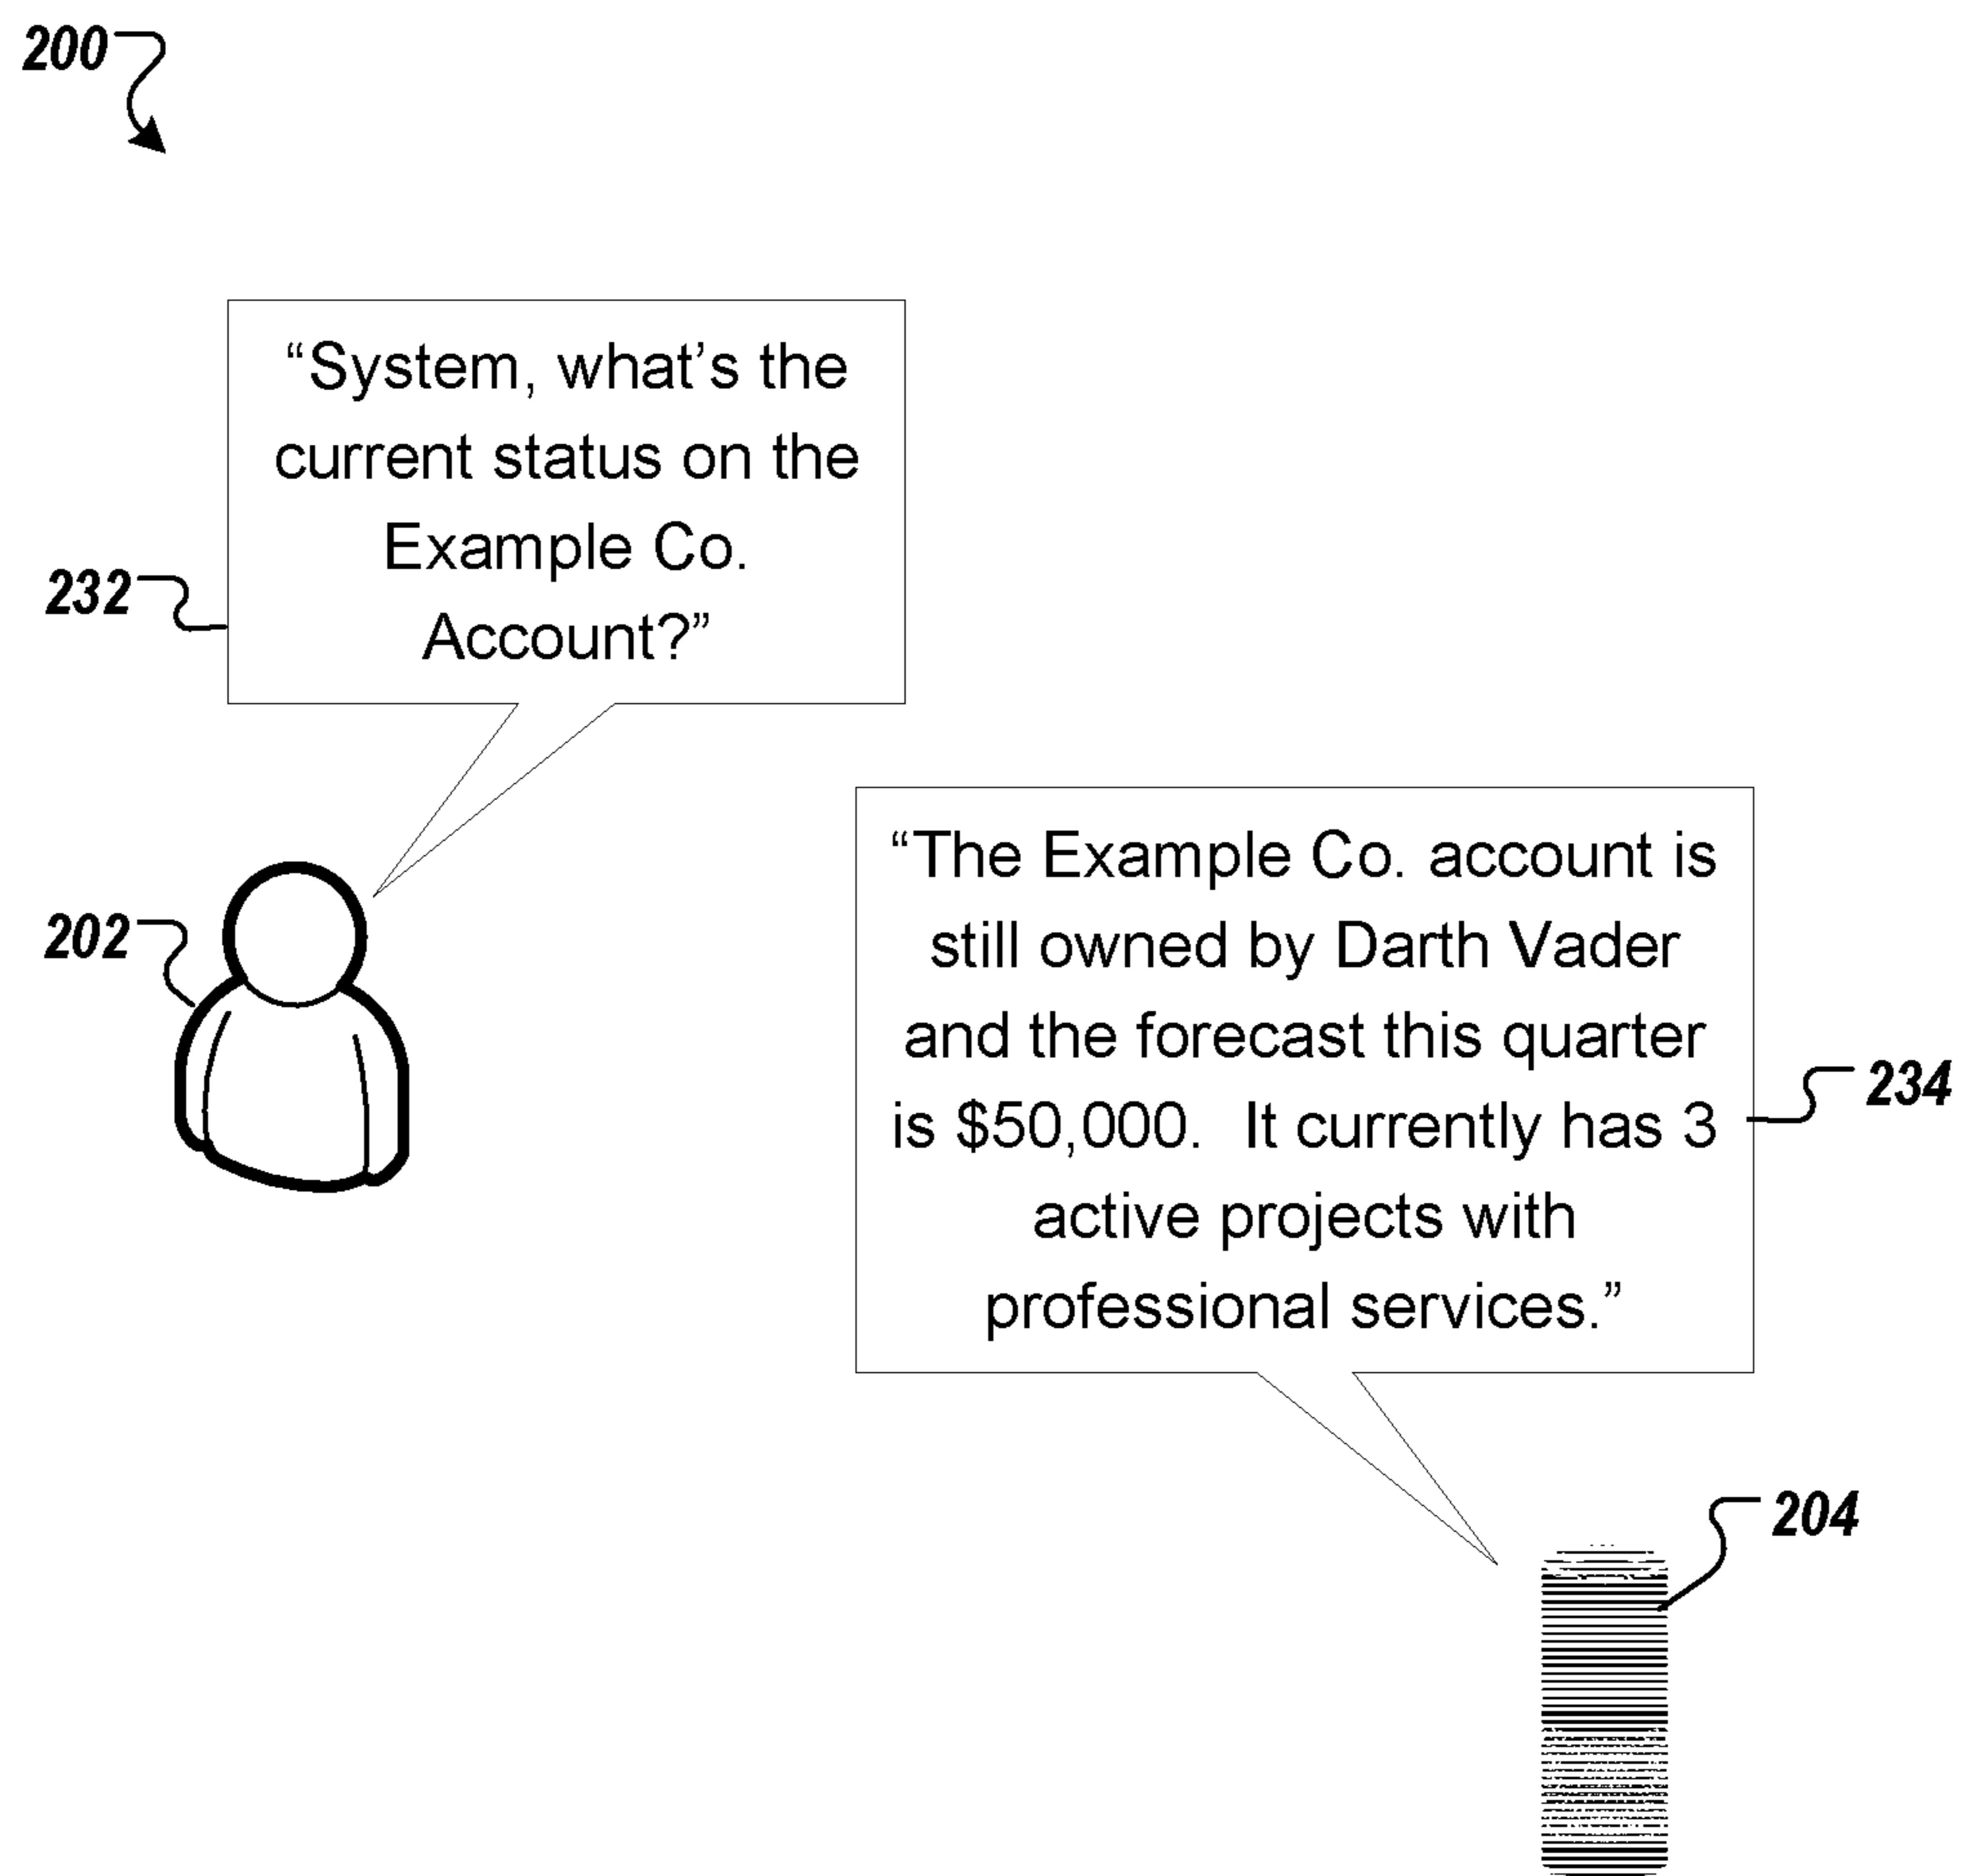 200
“System, what’s the
current status on the
Example Co.
Account?”
232
202
“The Example Co. account is
still owned by Darth Vader
and the forecast this quarter
is $50,000.  It currently has 3
active projects with
professional services.”
234
204